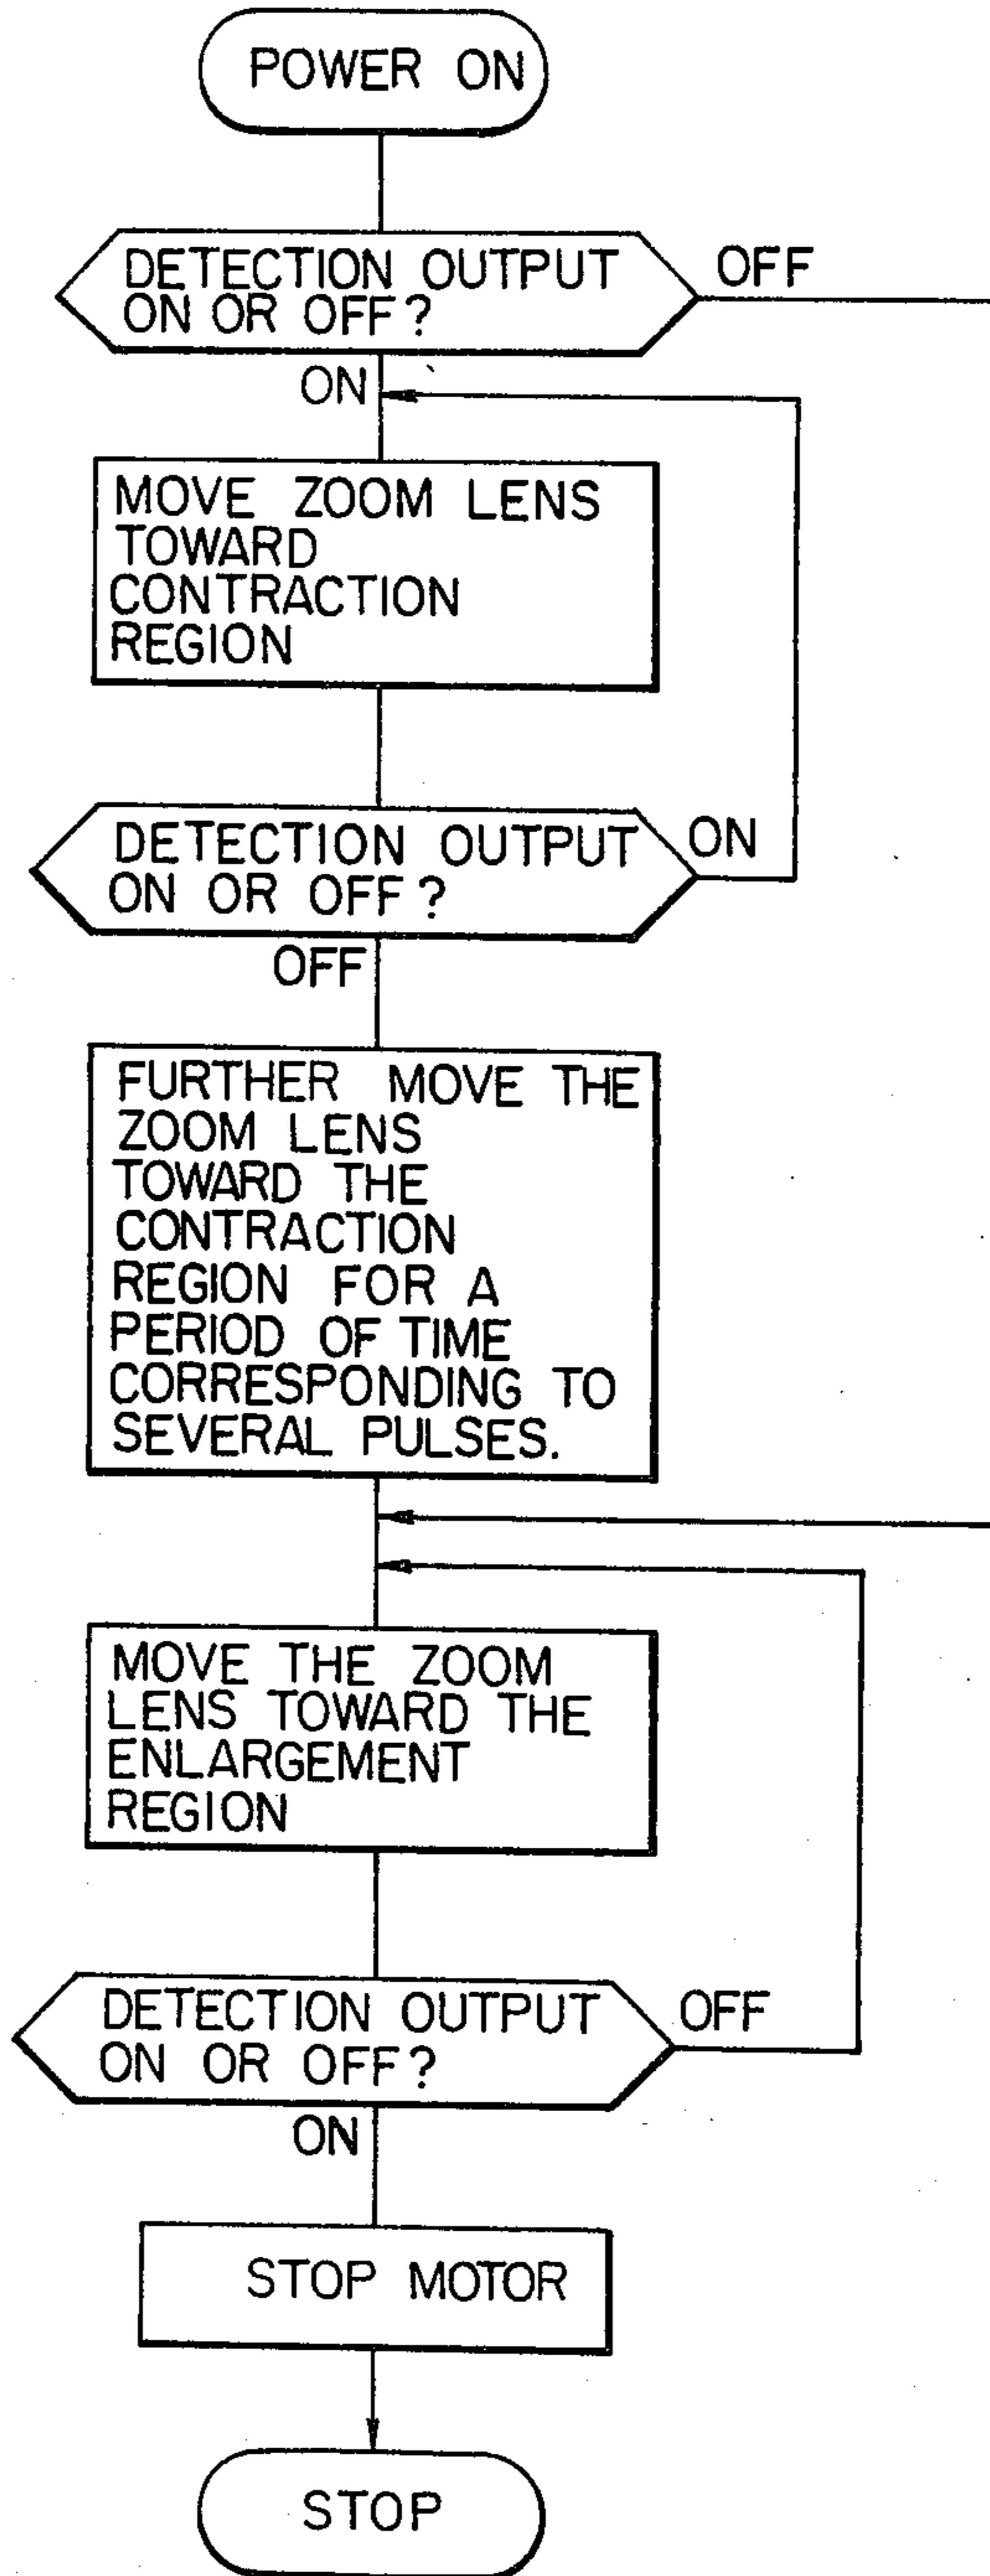 POWER ON
DETECTION OUTPUT
ON OR OFF?
OFF
ON
MOVE ZOOM LENS
TOWARD
CONTRACTION
REGION
DETECTION OUTPUT
ON OR OFF?
ON
OFF
FURTHER MOVE THE
ZOOM LENS
TOWARD THE
CONTRACTION
REGION FOR A
PERIOD OF TIME
CORRESPONDING TO
SEVERAL PULSES.
MOVE THE ZOOM
LENS TOWARD THE
ENLARGEMENT
REGION
DETECTION OUTPUT
ON OR OFF?
OFF
ON
STOP MOTOR
STOP